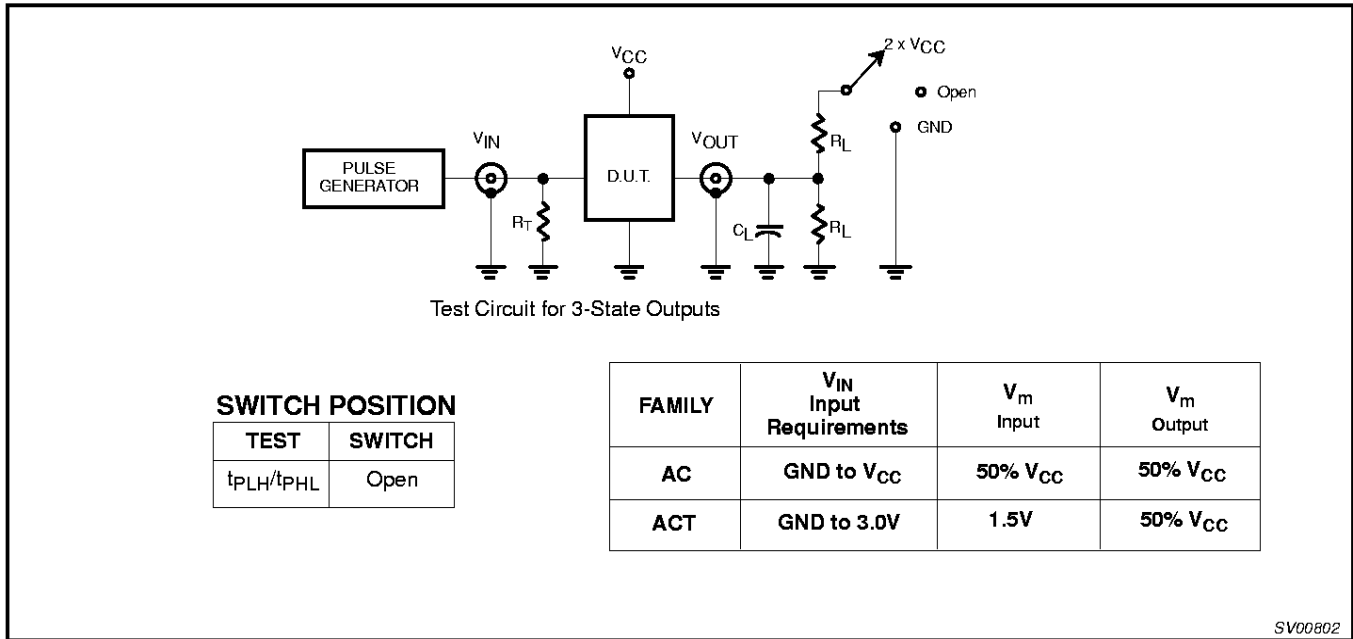 2 x VCC
VCC
Open
GND
VIN
VOUT
RL
PULSE
GENERATOR
D.U.T.
RT
CL
RL
Test Circuit for 3-State Outputs
SWITCH POSITION
TEST SWITCH
tPLH/tPHL Open
FAMILY VIN Input Requirements Vm Input Vm Output
AC GND to VCC 50% VCC 50% VCC
ACT GND to 3.0V 1.5V 50% VCC
SV00802